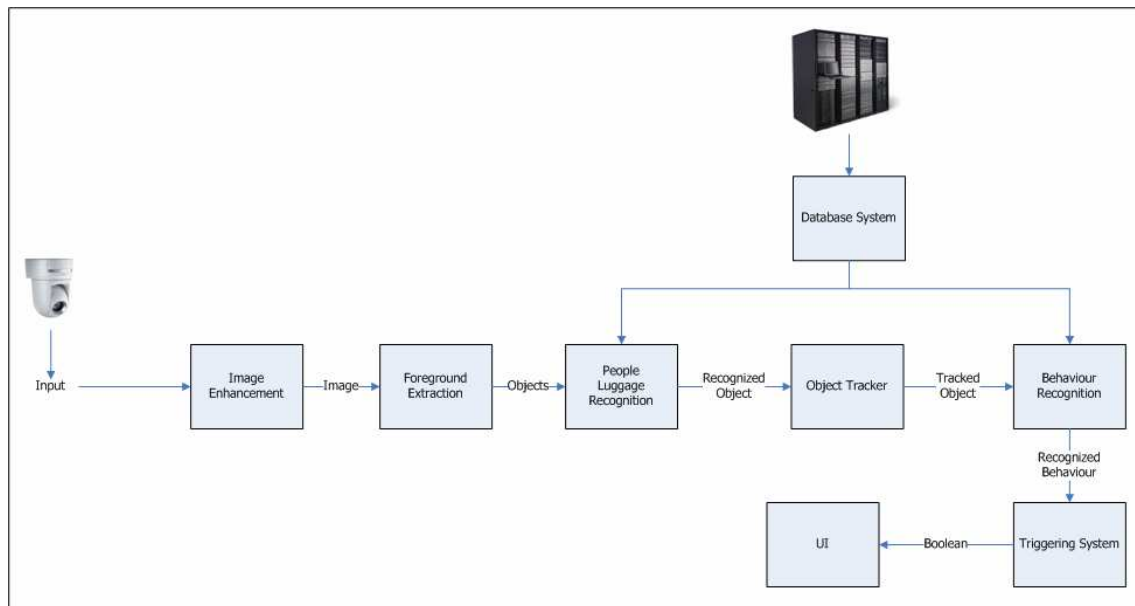 Database System
Input
Image
Enhancement
Image
Foreground
Extraction
Objects
People
Luggage
Recognition
Recognized
Object
Object Tracker
Tracked
Object
Behaviour
Recognition
Recognized
Behaviour
UI
Boolean
Triggering System